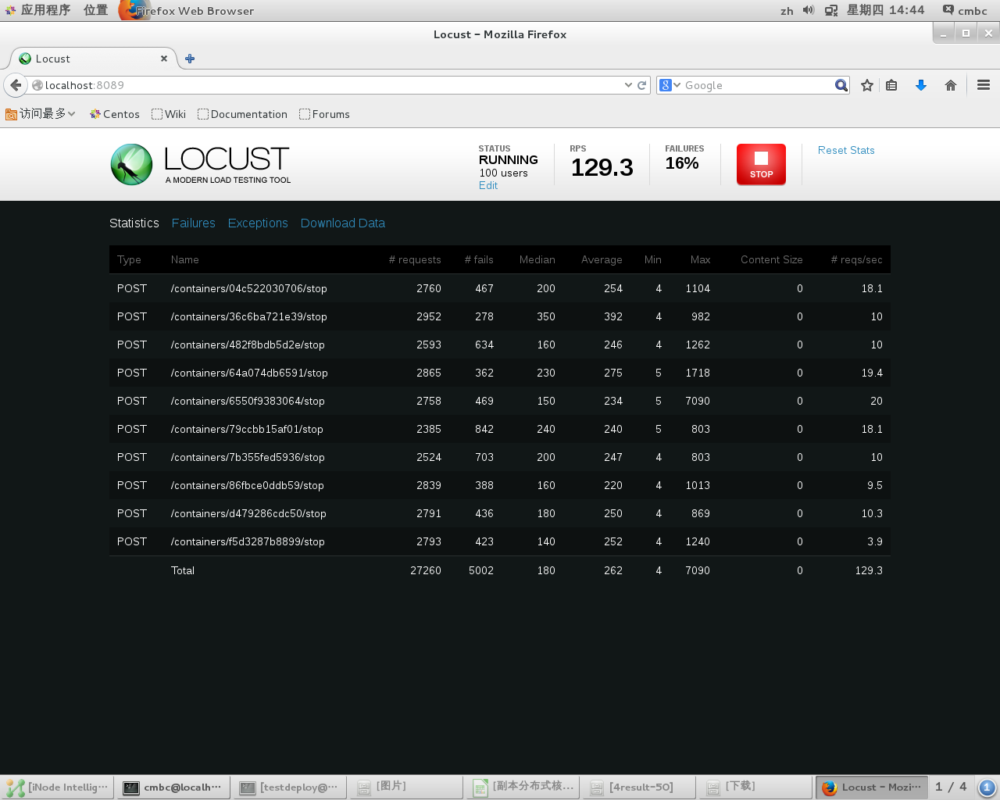 应用程序 位置 Firefox Web Browser zh 星期四 14:44 cmbc
Locust - Mozilla Firefox
Locust
localhost:8089 Google
访问最多 Centos Wiki Documentation Forums
LOCUST
A MODERN LOAD TESTING TOOL
STATUS
RUNNING
100 users
Edit
RPS
129.3
FAILURES
16%
STOP
Reset Stats
Statistics Failures Exceptions Download Data
Type Name # requests # fails Median Average Min Max Content Size # reqs/sec
POST /containers/04c522030706/stop 2760 467 200 254 4 1104 0 18.1
POST /containers/36c6ba721e39/stop 2952 278 350 392 4 982 0 10
POST /containers/482f8bdb5d2e/stop 2593 634 160 246 4 1262 0 10
POST /containers/64a074db6591/stop 2865 362 230 275 5 1718 0 19.4
POST /containers/6550f9383064/stop 2758 469 150 234 5 7090 0 20
POST /containers/79ccbb15af01/stop 2385 842 240 240 5 803 0 18.1
POST /containers/7b355fed5936/stop 2524 703 200 247 4 803 0 10
POST /containers/86fbce0ddb59/stop 2839 388 160 220 4 1013 0 9.5
POST /containers/d479286cdc50/stop 2791 436 180 250 4 869 0 10.3
POST /containers/f5d3287b8899/stop 2793 423 140 252 4 1240 0 3.9
Total 27260 5002 180 262 4 7090 0 129.3
[iNode Intellig... cmbc@localh... [testdeploy@... [图片] [副本分布式核... [4result-50] [下载] Locust - Mozi... 1 / 4 1